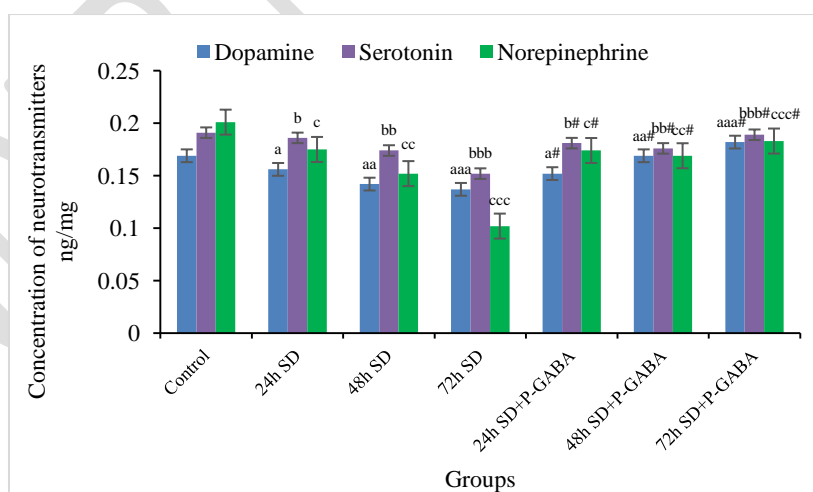 Dopamine Serotonin Norepinephrine
Concentration of neurotransmitters
ng/mg
0.25
0.2
0.15
0.1
0.05
0
a b c
aa bb cc
aaa bbb ccc
a# b# c#
aa# bb# cc#
aaa# bbb# ccc#
Control
24h SD
48h SD
72h SD
24h SD+P-GABA
48h SD+P-GABA
72h SD+P-GABA
Groups